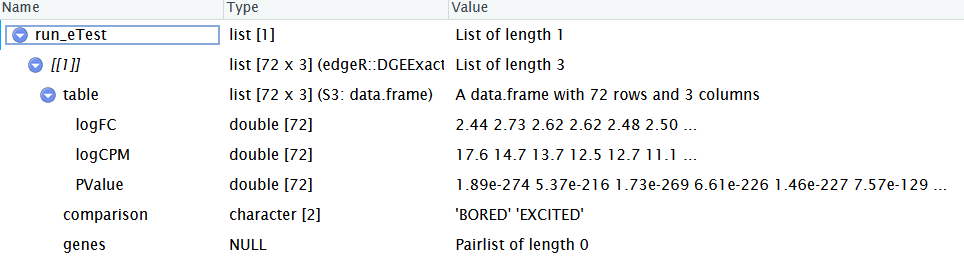 Name Type Value
run_eTest list [1] List of length 1
[[1]] list [72 x 3] (edgeR::DGEExact List of length 3
table list [72 x 3] (S3: data.frame) A data.frame with 72 rows and 3 columns
logFC double [72] 2.44 2.73 2.62 2.62 2.48 2.50 ...
logCPM double [72] 17.6 14.7 13.7 12.5 12.7 11.1 ...
PValue double [72] 1.89e-274 5.37e-216 1.73e-269 6.61e-226 1.46e-227 7.57e-129 ...
comparison character [2] 'BORED' 'EXCITED'
genes NULL Pairlist of length 0